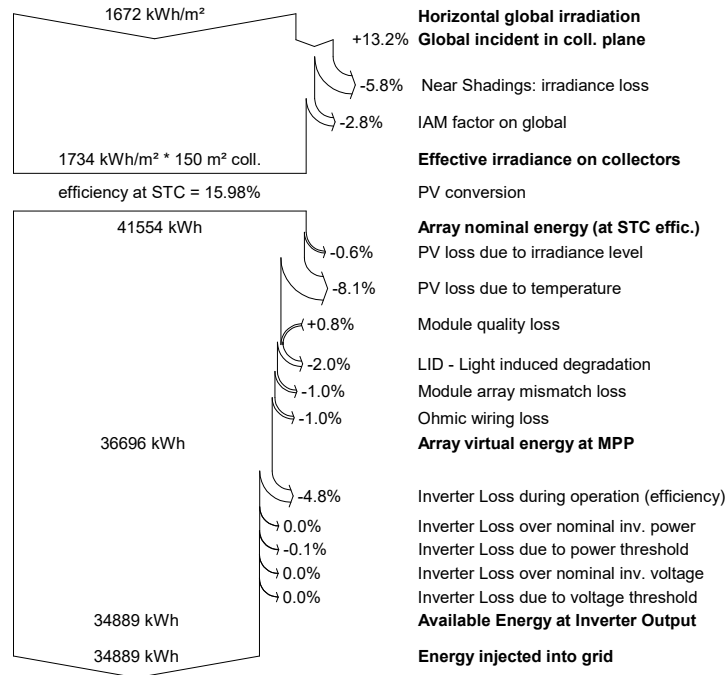 1672 kWh/m² Horizontal global irradiation
+13.2% Global incident in coll. plane
-5.8% Near Shadings: irradiance loss
-2.8% IAM factor on global
1734 kWh/m² * 150 m² coll. Effective irradiance on collectors
efficiency at STC = 15.98% PV conversion
41554 kWh Array nominal energy (at STC effic.)
-0.6% PV loss due to irradiance level
-8.1% PV loss due to temperature
+0.8% Module quality loss
-2.0% LID - Light induced degradation
-1.0% Module array mismatch loss
-1.0% Ohmic wiring loss
36696 kWh Array virtual energy at MPP
-4.8% Inverter Loss during operation (efficiency)
0.0% Inverter Loss over nominal inv. power
-0.1% Inverter Loss due to power threshold
0.0% Inverter Loss over nominal inv. voltage
0.0% Inverter Loss due to voltage threshold
34889 kWh Available Energy at Inverter Output
34889 kWh Energy injected into grid